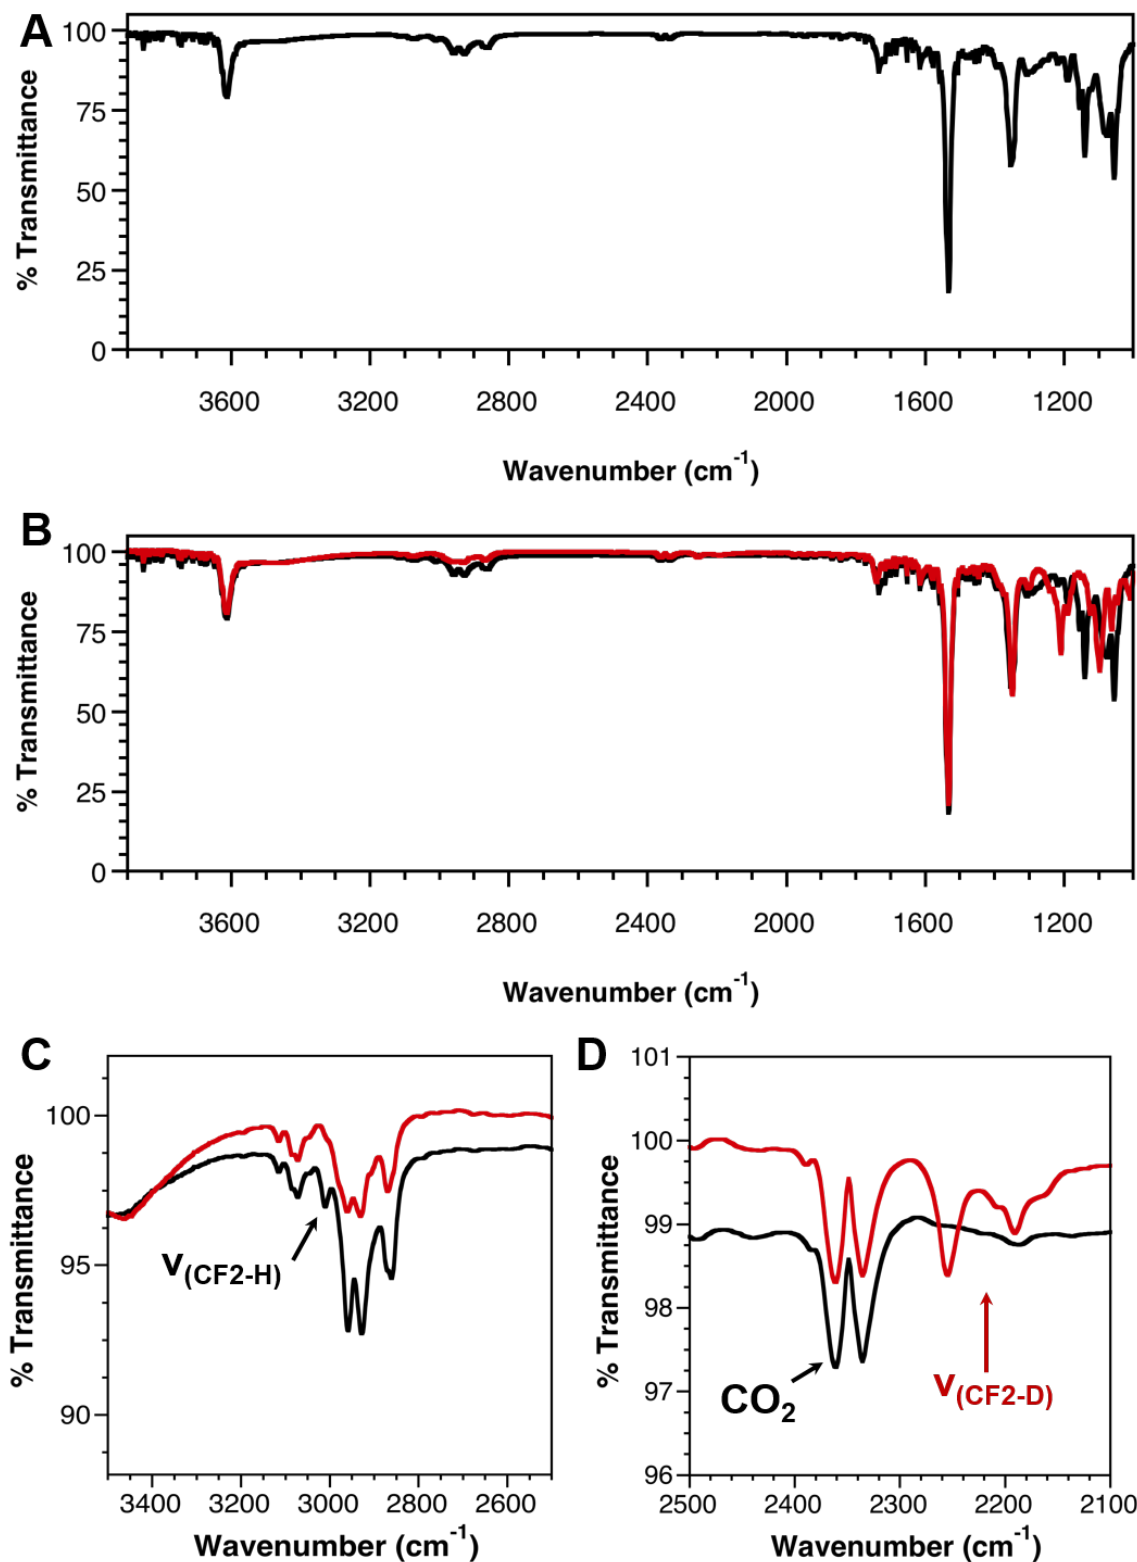 A
% Transmittance
100
75
50
25
0
3600 3200 2800 2400 2000 1600 1200
Wavenumber (cm-1)
B
% Transmittance
100
75
50
25
0
3600 3200 2800 2400 2000 1600 1200
Wavenumber (cm-1)
C
% Transmittance
100
95
90
ν(CF2-H)
3400 3200 3000 2800 2600
Wavenumber (cm-1)
D
% Transmittance
101
100
99
98
97
96
CO2
ν(CF2-D)
2500 2400 2300 2200 2100
Wavenumber (cm-1)